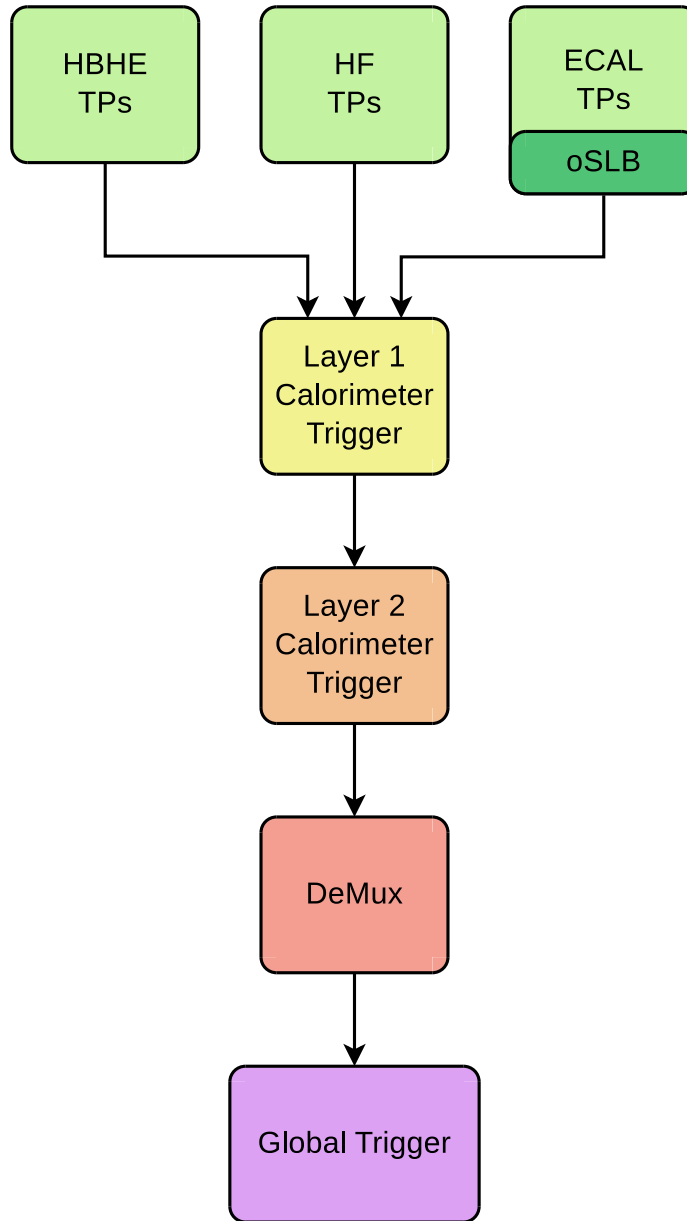 HBHE
TPs
HF
TPs
ECAL
TPs
oSLB
Layer 1
Calorimeter
Trigger
Layer 2
Calorimeter
Trigger
DeMux
Global Trigger